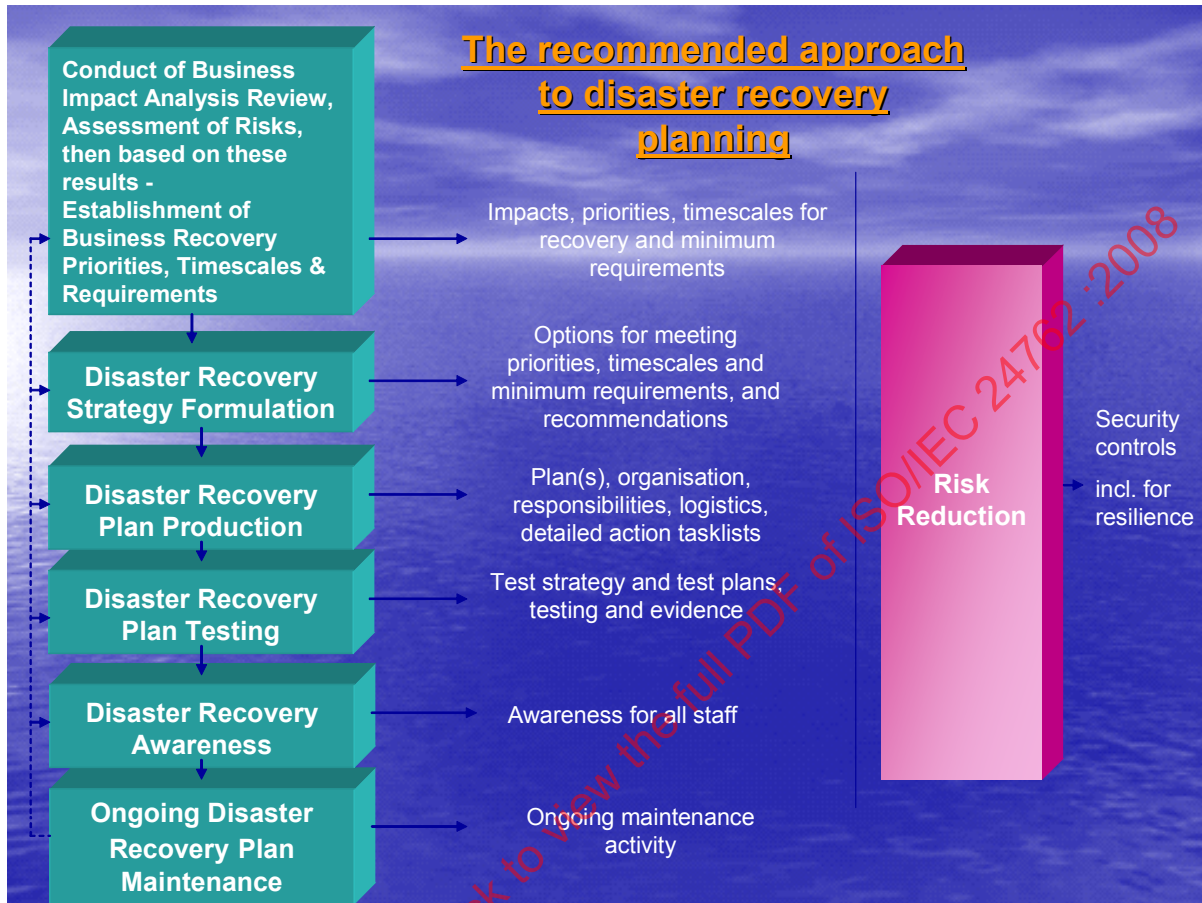 The recommended approach
to disaster recovery
planning
Conduct of Business
Impact Analysis Review,
Assessment of Risks,
then based on these
results -
Establishment of
Business Recovery
Priorities, Timescales &
Requirements
Impacts, priorities, timescales for
recovery and minimum
requirements
Disaster Recovery
Strategy Formulation
Options for meeting
priorities, timescales and
minimum requirements, and
recommendations
Disaster Recovery
Plan Production
Plan(s), organisation,
responsibilities, logistics,
detailed action tasklists
Disaster Recovery
Plan Testing
Test strategy and test plans,
testing and evidence
Disaster Recovery
Awareness
Awareness for all staff
Ongoing Disaster
Recovery Plan
Maintenance
Ongoing maintenance
activity
Risk
Reduction
Security
controls
incl. for
resilience
to view the full PDF of ISO/IEC 24762 :2008